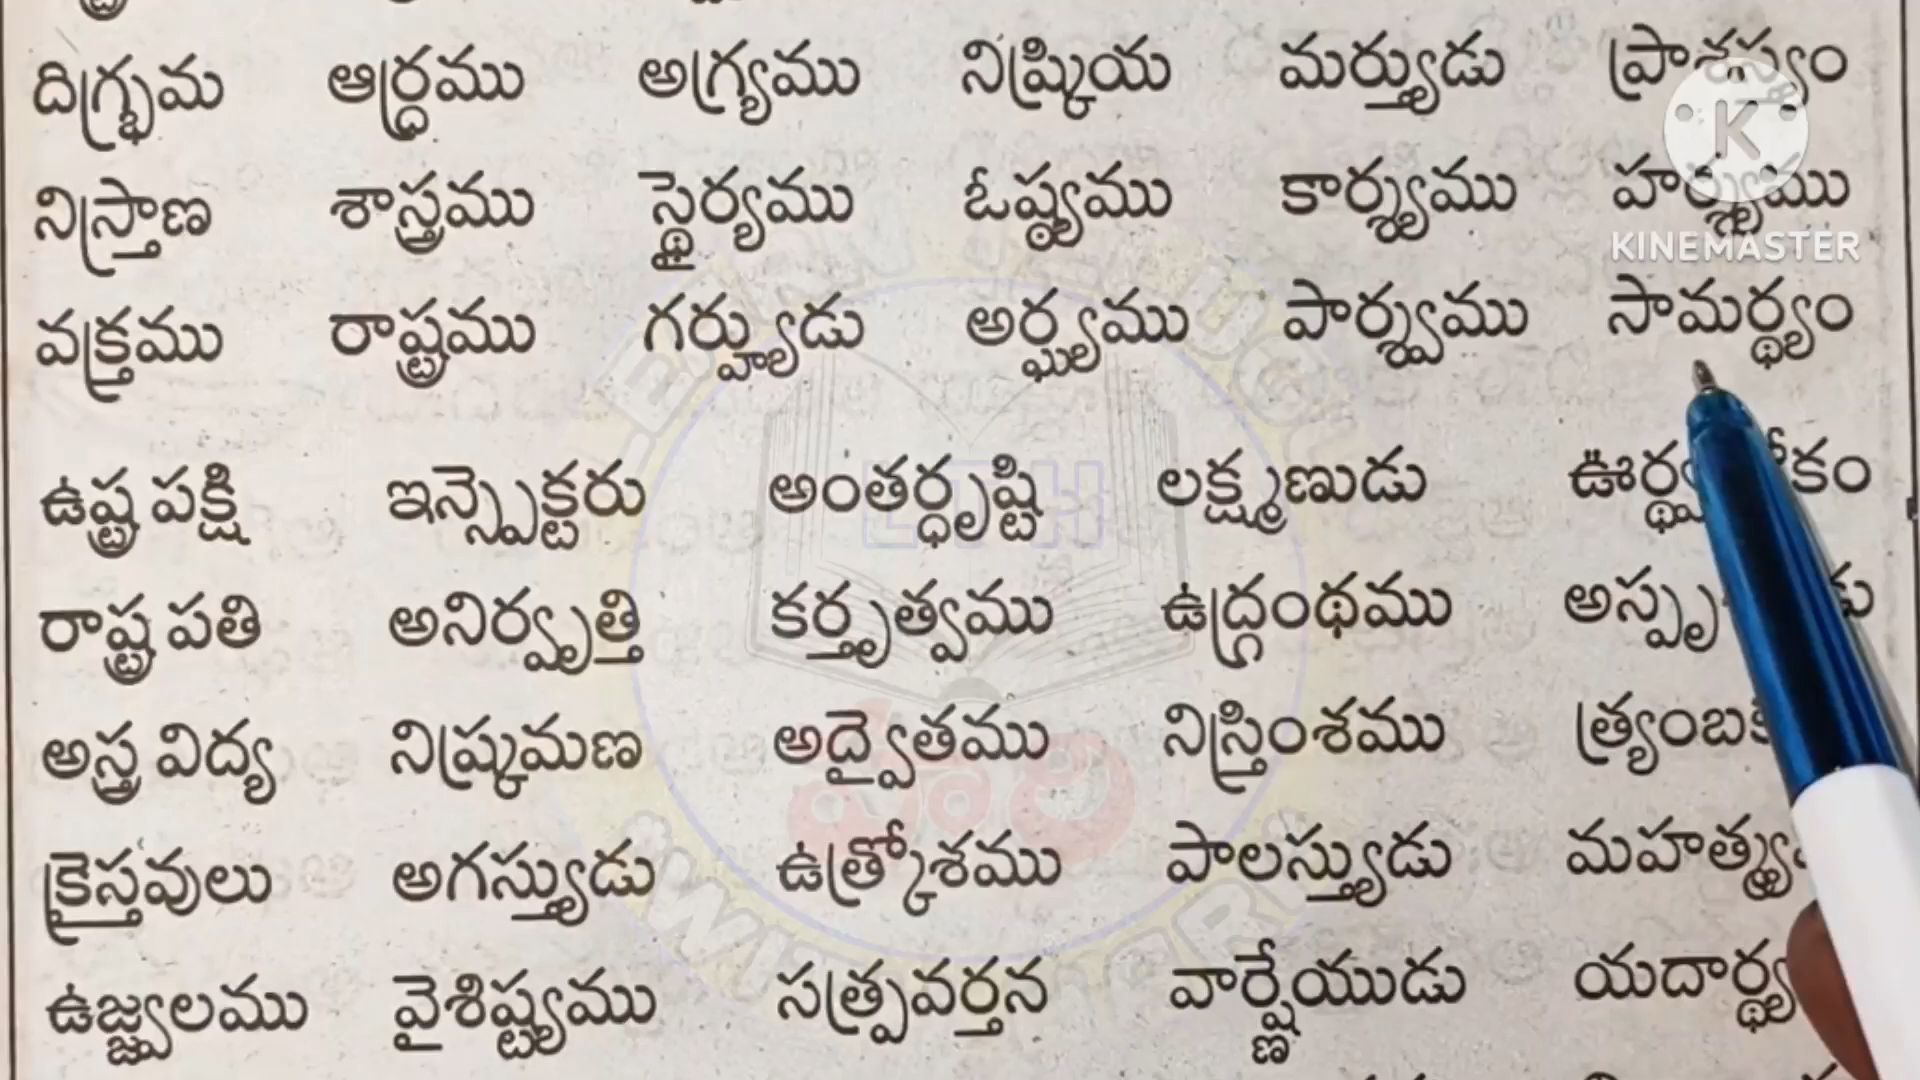 దిగ్భ్రమ ఆర్ద్రము అగ్ర్యము నిష్క్రియ మర్త్యుడు ప్రాశస్త్యం
నిస్త్రాణ శాస్త్రము స్థైర్యము ఓష్ఠ్యము కార్శ్యము
KINEMASTER
వక్త్రము రాష్ట్రము గర్హ్యుడు అర్ఘ్యము పార్శ్వము సామర్థ్యం
ఉష్ట్ర పక్షి ఇన్స్పెక్టరు అంతర్ధృష్టి లక్ష్మణుడు
రాష్ట్ర పతి అనిర్వృత్తి కర్తృత్వము ఉద్గ్రంథము
అస్త్ర విద్య నిష్క్రమణ అద్వైతము నిస్త్రింశము
క్రైస్తవులు అగస్త్యుడు ఉత్క్రోశము పాలస్త్యుడు
ఉజ్జ్వలము వైశిష్ట్యము సత్ప్రవర్తన వార్ష్ణేయుడు